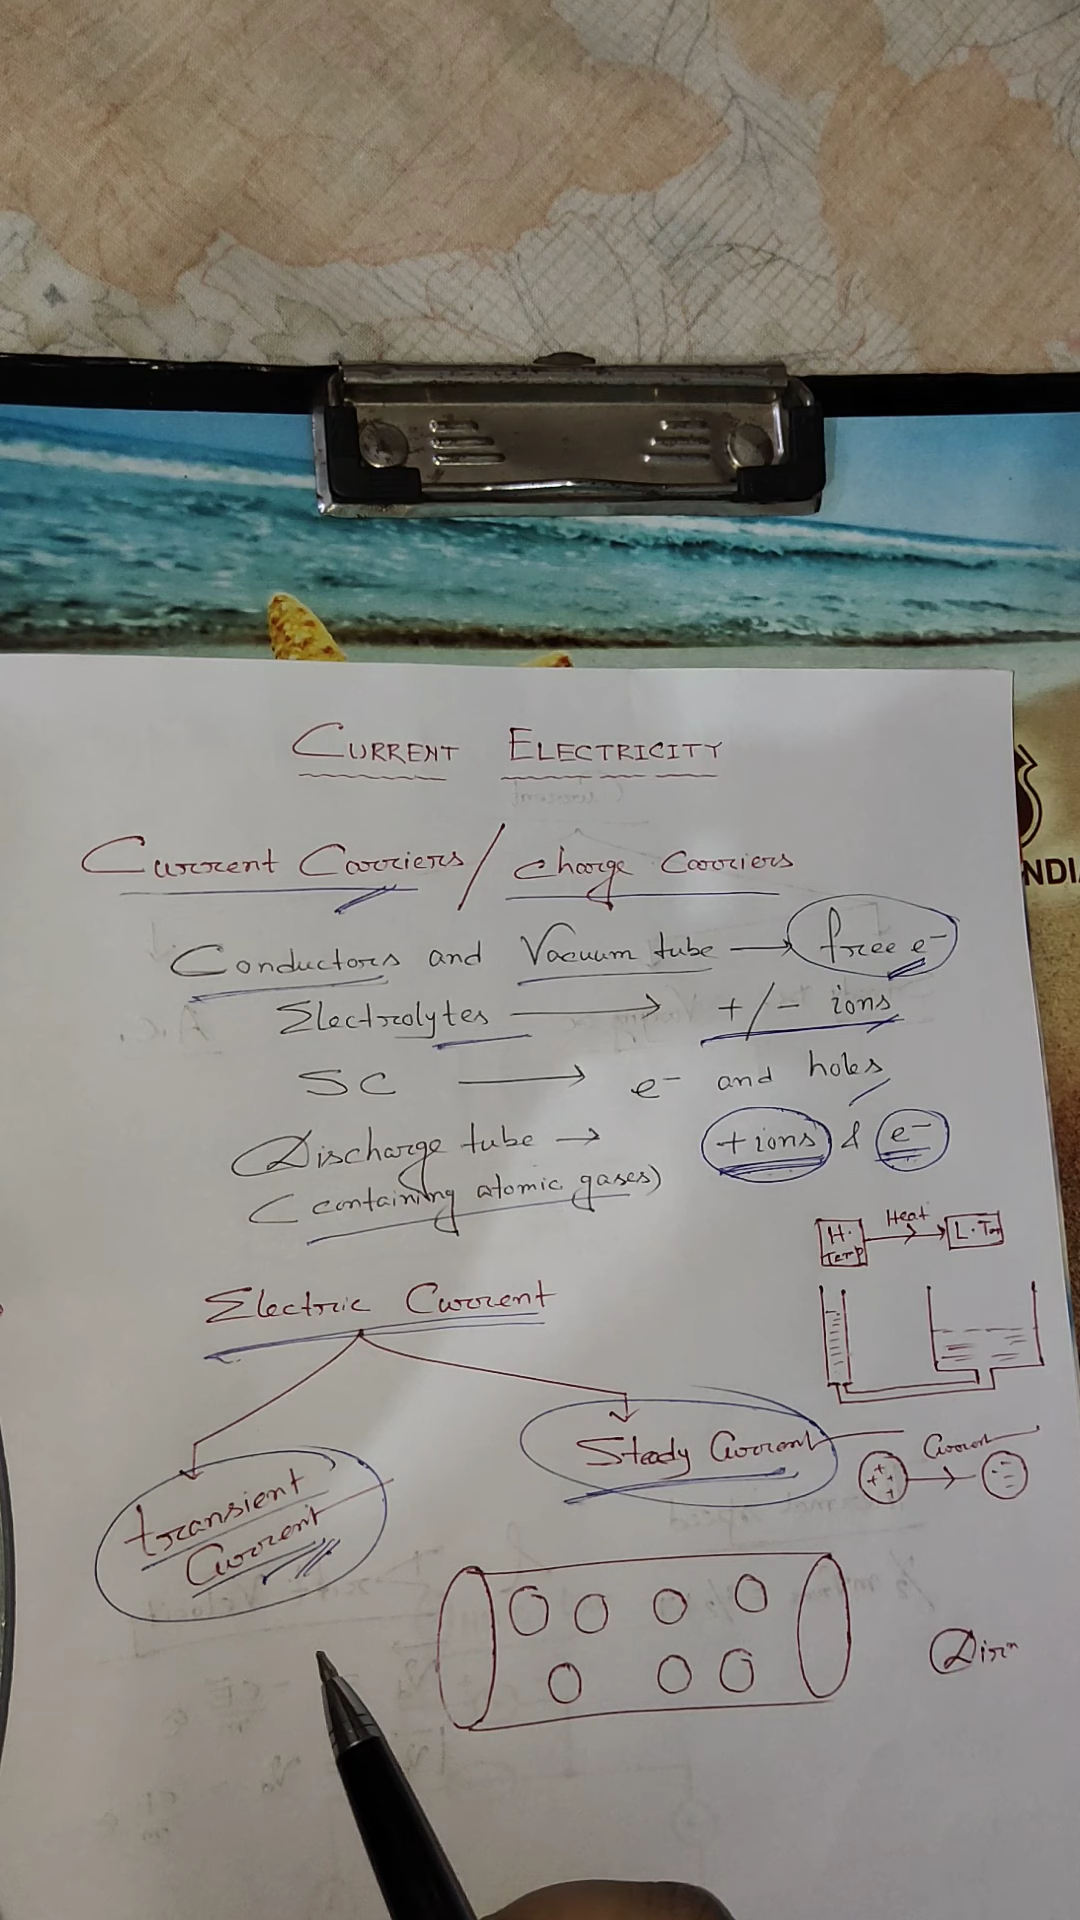 CURRENT ELECTRICITY
Current Carriers / charge Carriers
Conductors and Vacuum tube → free e⁻
Electrolytes → +/- ions
SC → e⁻ and holes
Discharge tube → + ions & e⁻
(containing atomic gases)
H. Temp Heat L. Tem
Electric Current
Steady Current
Current
+ + + +
- - -
transient
Current
Dirⁿ
NDI